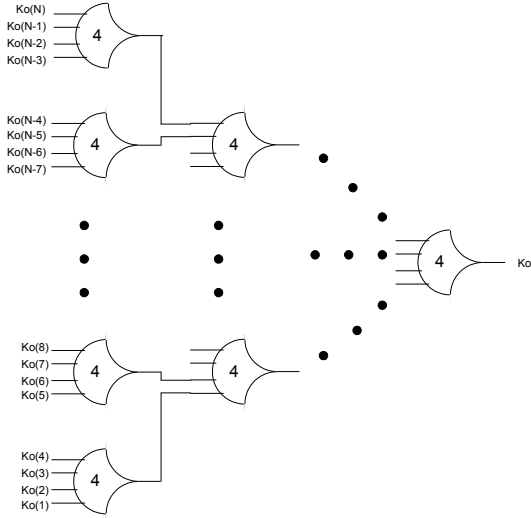 Ko(N)
Ko(N-1)
Ko(N-2)
Ko(N-3)
4
Ko(N-4)
Ko(N-5)
Ko(N-6)
Ko(N-7)
4
4
4
Ko
Ko(8)
Ko(7)
Ko(6)
Ko(5)
4
4
Ko(4)
Ko(3)
Ko(2)
Ko(1)
4